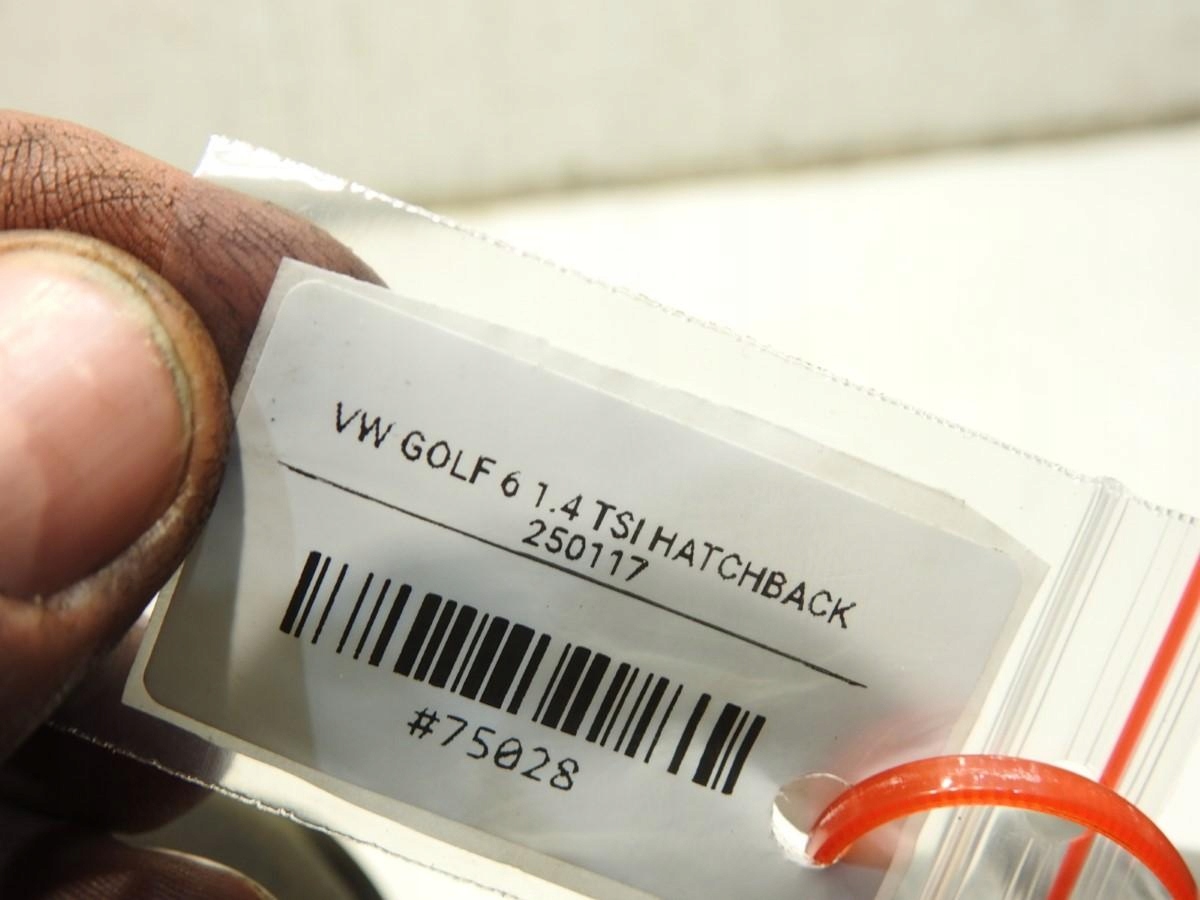 VW GOLF 6 1.4 TSI HATCHBACK
250117
#75028